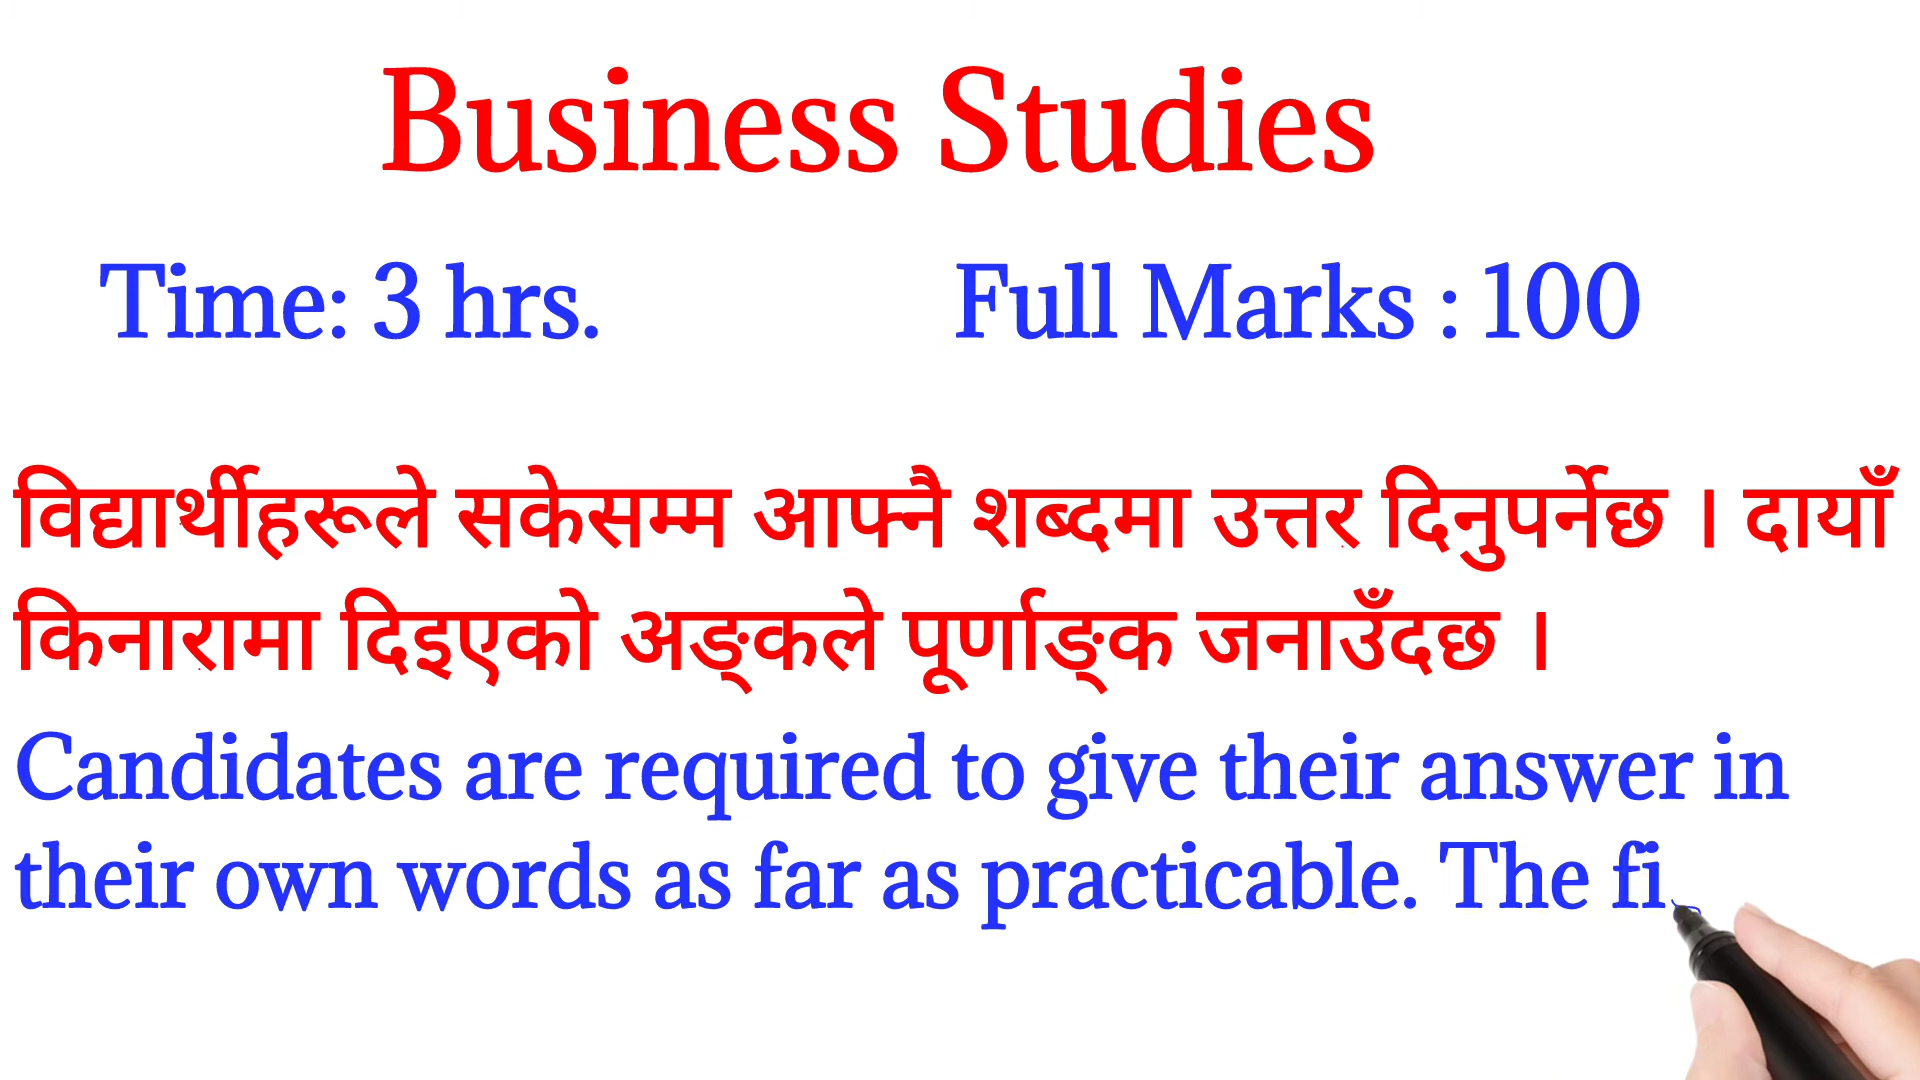 Business Studies
Time: 3 hrs. Full Marks : 100
विद्यार्थीहरूले सकेसम्म आफ्नै शब्दमा उत्तर दिनुपर्नेछ । दायाँ
किनारामा दिइएको अङ्कले पूर्णाङ्क जनाउँदछ ।
Candidates are required to give their answer in
their own words as far as practicable. The fi